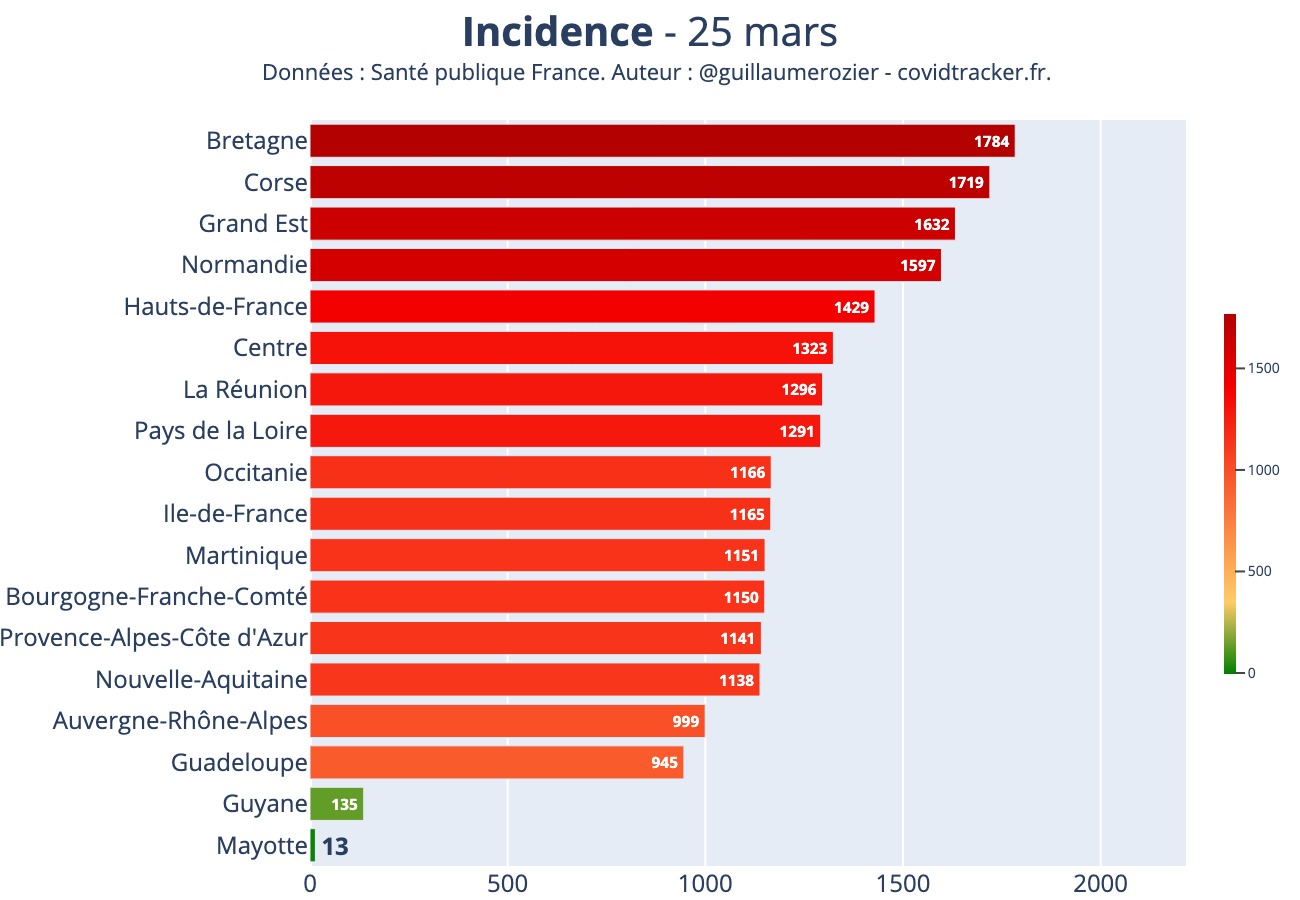 Incidence - 25 mars
Données : Santé publique France. Auteur : @guillaumerozier - covidtracker.fr.
Bretagne 1784
Corse 1719
Grand Est 1632
Normandie 1597
Hauts-de-France 1429
Centre 1323
La Réunion 1296
Pays de la Loire 1291
Occitanie 1166
Ile-de-France 1165
Martinique 1151
Bourgogne-Franche-Comté 1150
Provence-Alpes-Côte d'Azur 1141
Nouvelle-Aquitaine 1138
Auvergne-Rhône-Alpes 999
Guadeloupe 945
Guyane 135
Mayotte 13
0 500 1000 1500 2000
1500
1000
500
0